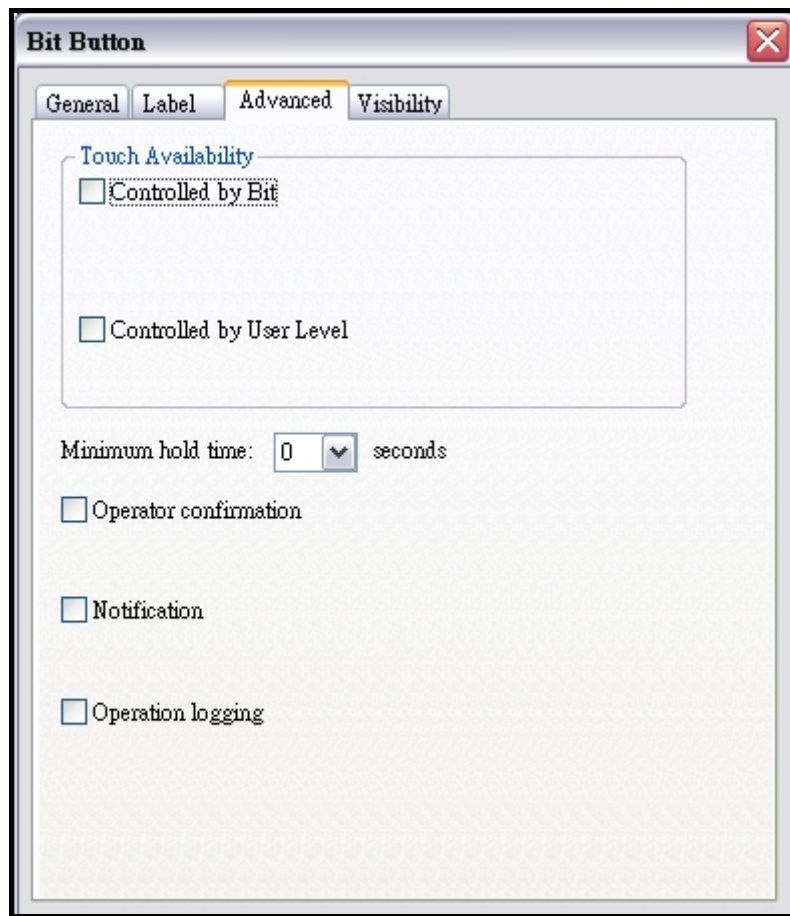 Bit Button
General Label Advanced Visibility
Touch Availability
Controlled by Bit
Controlled by User Level
Minimum hold time: 0 seconds
Operator confirmation
Notification
Operation logging